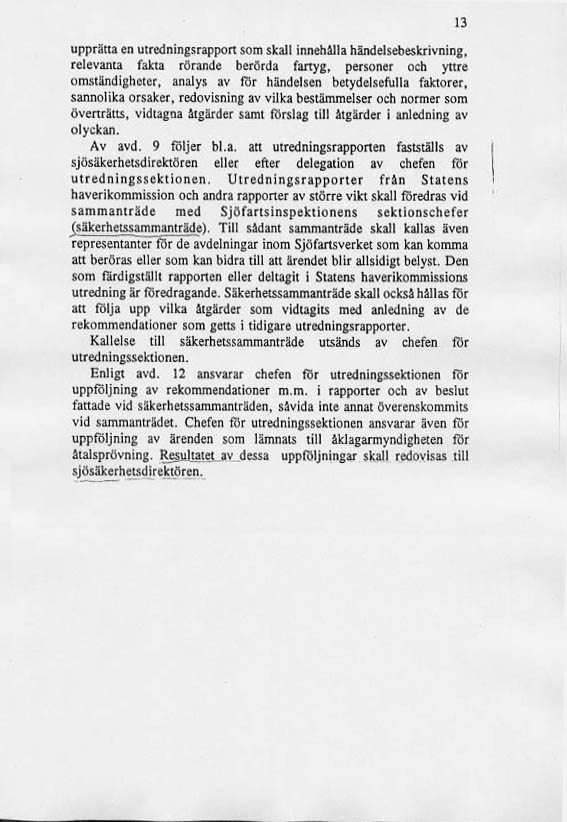 13
upprätta en utredningsrapport som skall innehålla händelsebeskrivning,
relevanta fakta rörande berörda fartyg, personer och yttre
omständigheter, analys av för händelsen betydelsefulla faktorer,
sannolika orsaker, redovisning av vilka bestämmelser och normer som
överträtts, vidtagna åtgärder samt förslag till åtgärder i anledning av
olyckan.
Av avd. 9 följer bl.a. att utredningsrapporten fastställs av
sjösäkerhetsdirektören eller efter delegation av chefen för
utredningssektionen. Utredningsrapporter från Statens
haverikommission och andra rapporter av större vikt skall föredras vid
sammanträde med Sjöfartsinspektionens sektionschefer
(säkerhetssammanträde). Till sådant sammanträde skall kallas även
representanter för de avdelningar inom Sjöfartsverket som kan komma
att beröras eller som kan bidra till att ärendet blir allsidigt belyst. Den
som färdigställt rapporten eller deltagit i Statens haverikommissions
utredning är föredragande. Säkerhetssammanträde skall också hållas för
att följa upp vilka åtgärder som vidtagits med anledning av de
rekommendationer som getts i tidigare utredningsrapporter.
Kallelse till säkerhetssammanträde utsänds av chefen för
utredningssektionen.
Enligt avd. 12 ansvarar chefen för utredningssektionen för
uppföljning av rekommendationer m.m. i rapporter och av beslut
fattade vid säkerhetssammanträden, såvida inte annat överenskommits
vid sammanträdet. Chefen för utredningssektionen ansvarar även för
uppföljning av ärenden som lämnats till åklagarmyndigheten för
åtalsprövning. Resultatet av dessa uppföljningar skall redovisas till
sjösäkerhetsdirektören.